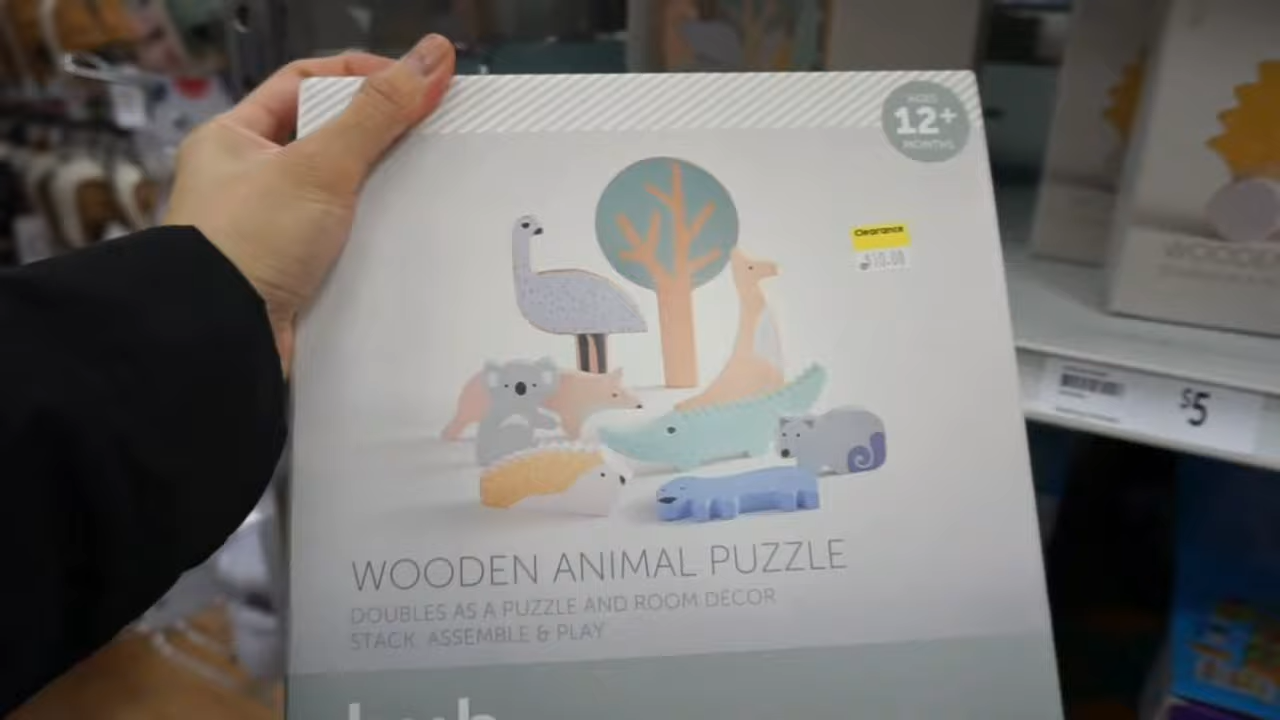 AGES
12+
MONTHS
Clearance
$10.00
WOODEN
$5
WOODEN ANIMAL PUZZLE
DOUBLES AS A PUZZLE AND ROOM DECOR
STACK, ASSEMBLE & PLAY